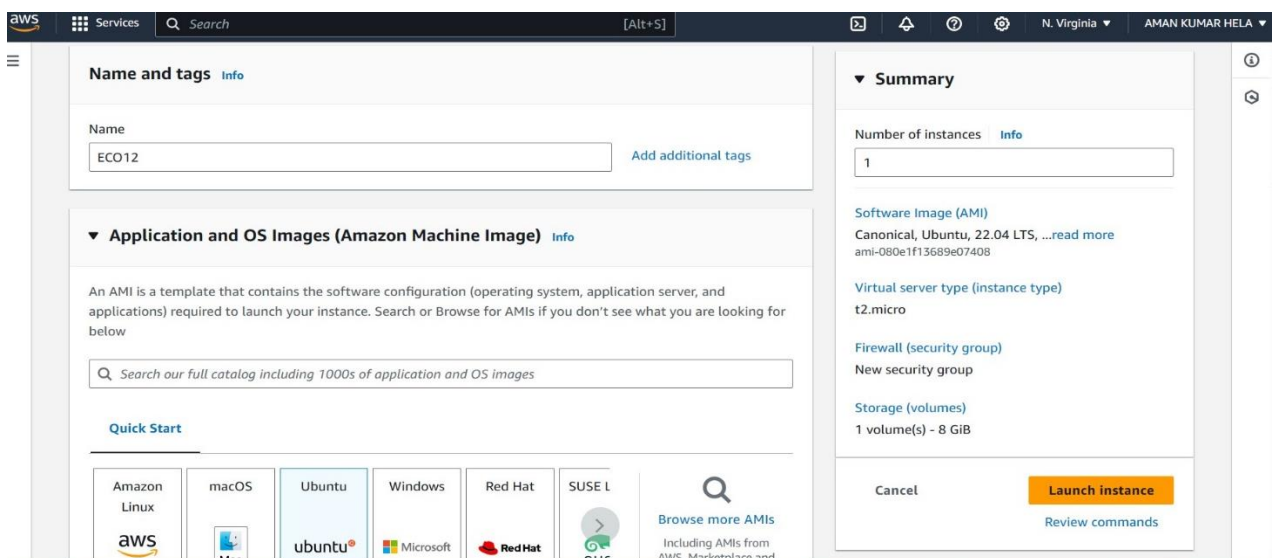 aws
Services
Search
[Alt+S]
N. Virginia
AMAN KUMAR HELA
Name and tags Info
Name
ECO12
Add additional tags
Application and OS Images (Amazon Machine Image) Info
An AMI is a template that contains the software configuration (operating system, application server, and
applications) required to launch your instance. Search or Browse for AMIs if you don't see what you are looking for
below
Search our full catalog including 1000s of application and OS images
Quick Start
Amazon
Linux
aws
macOS
Ubuntu
ubuntu
Windows
Microsoft
Red Hat
Red Hat
SUSE L
Browse more AMIs
Including AMIs from
AWS, Marketplace and
Summary
Number of instances Info
1
Software Image (AMI)
Canonical, Ubuntu, 22.04 LTS, ...read more
ami-080e1f13689e07408
Virtual server type (instance type)
t2.micro
Firewall (security group)
New security group
Storage (volumes)
1 volume(s) - 8 GiB
Cancel
Launch instance
Review commands